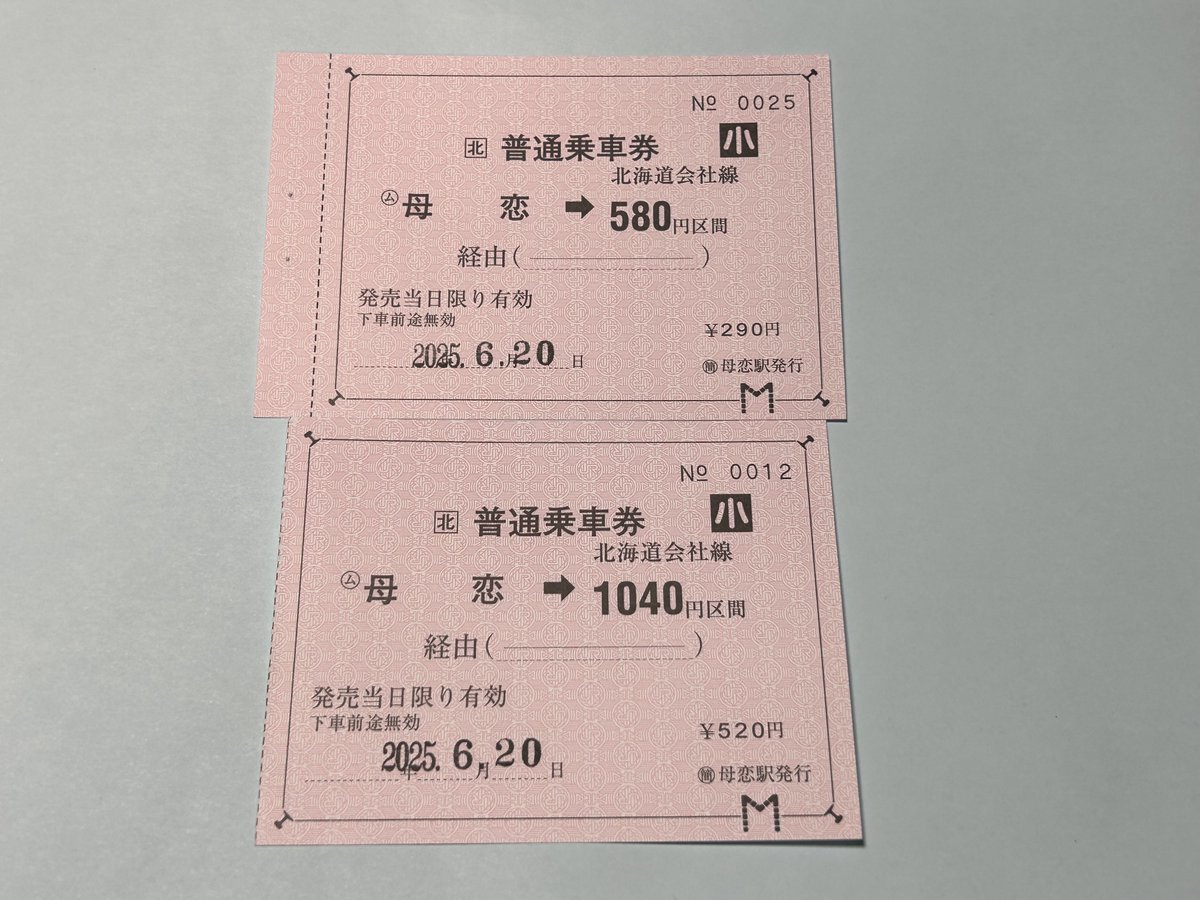 № 0025
小
北 普通乗車券
北海道会社線
ム 母 恋 ➡ 580円区間
経由( )
発売当日限り有効
下車前途無効
¥290円
2025. 6.月20 日
簡 母恋駅発行
M
№ 0012
小
北 普通乗車券
北海道会社線
ム 母 恋 ➡ 1040円区間
経由( )
発売当日限り有効
下車前途無効
¥520円
2025.年 6.月20 日
簡 母恋駅発行
M